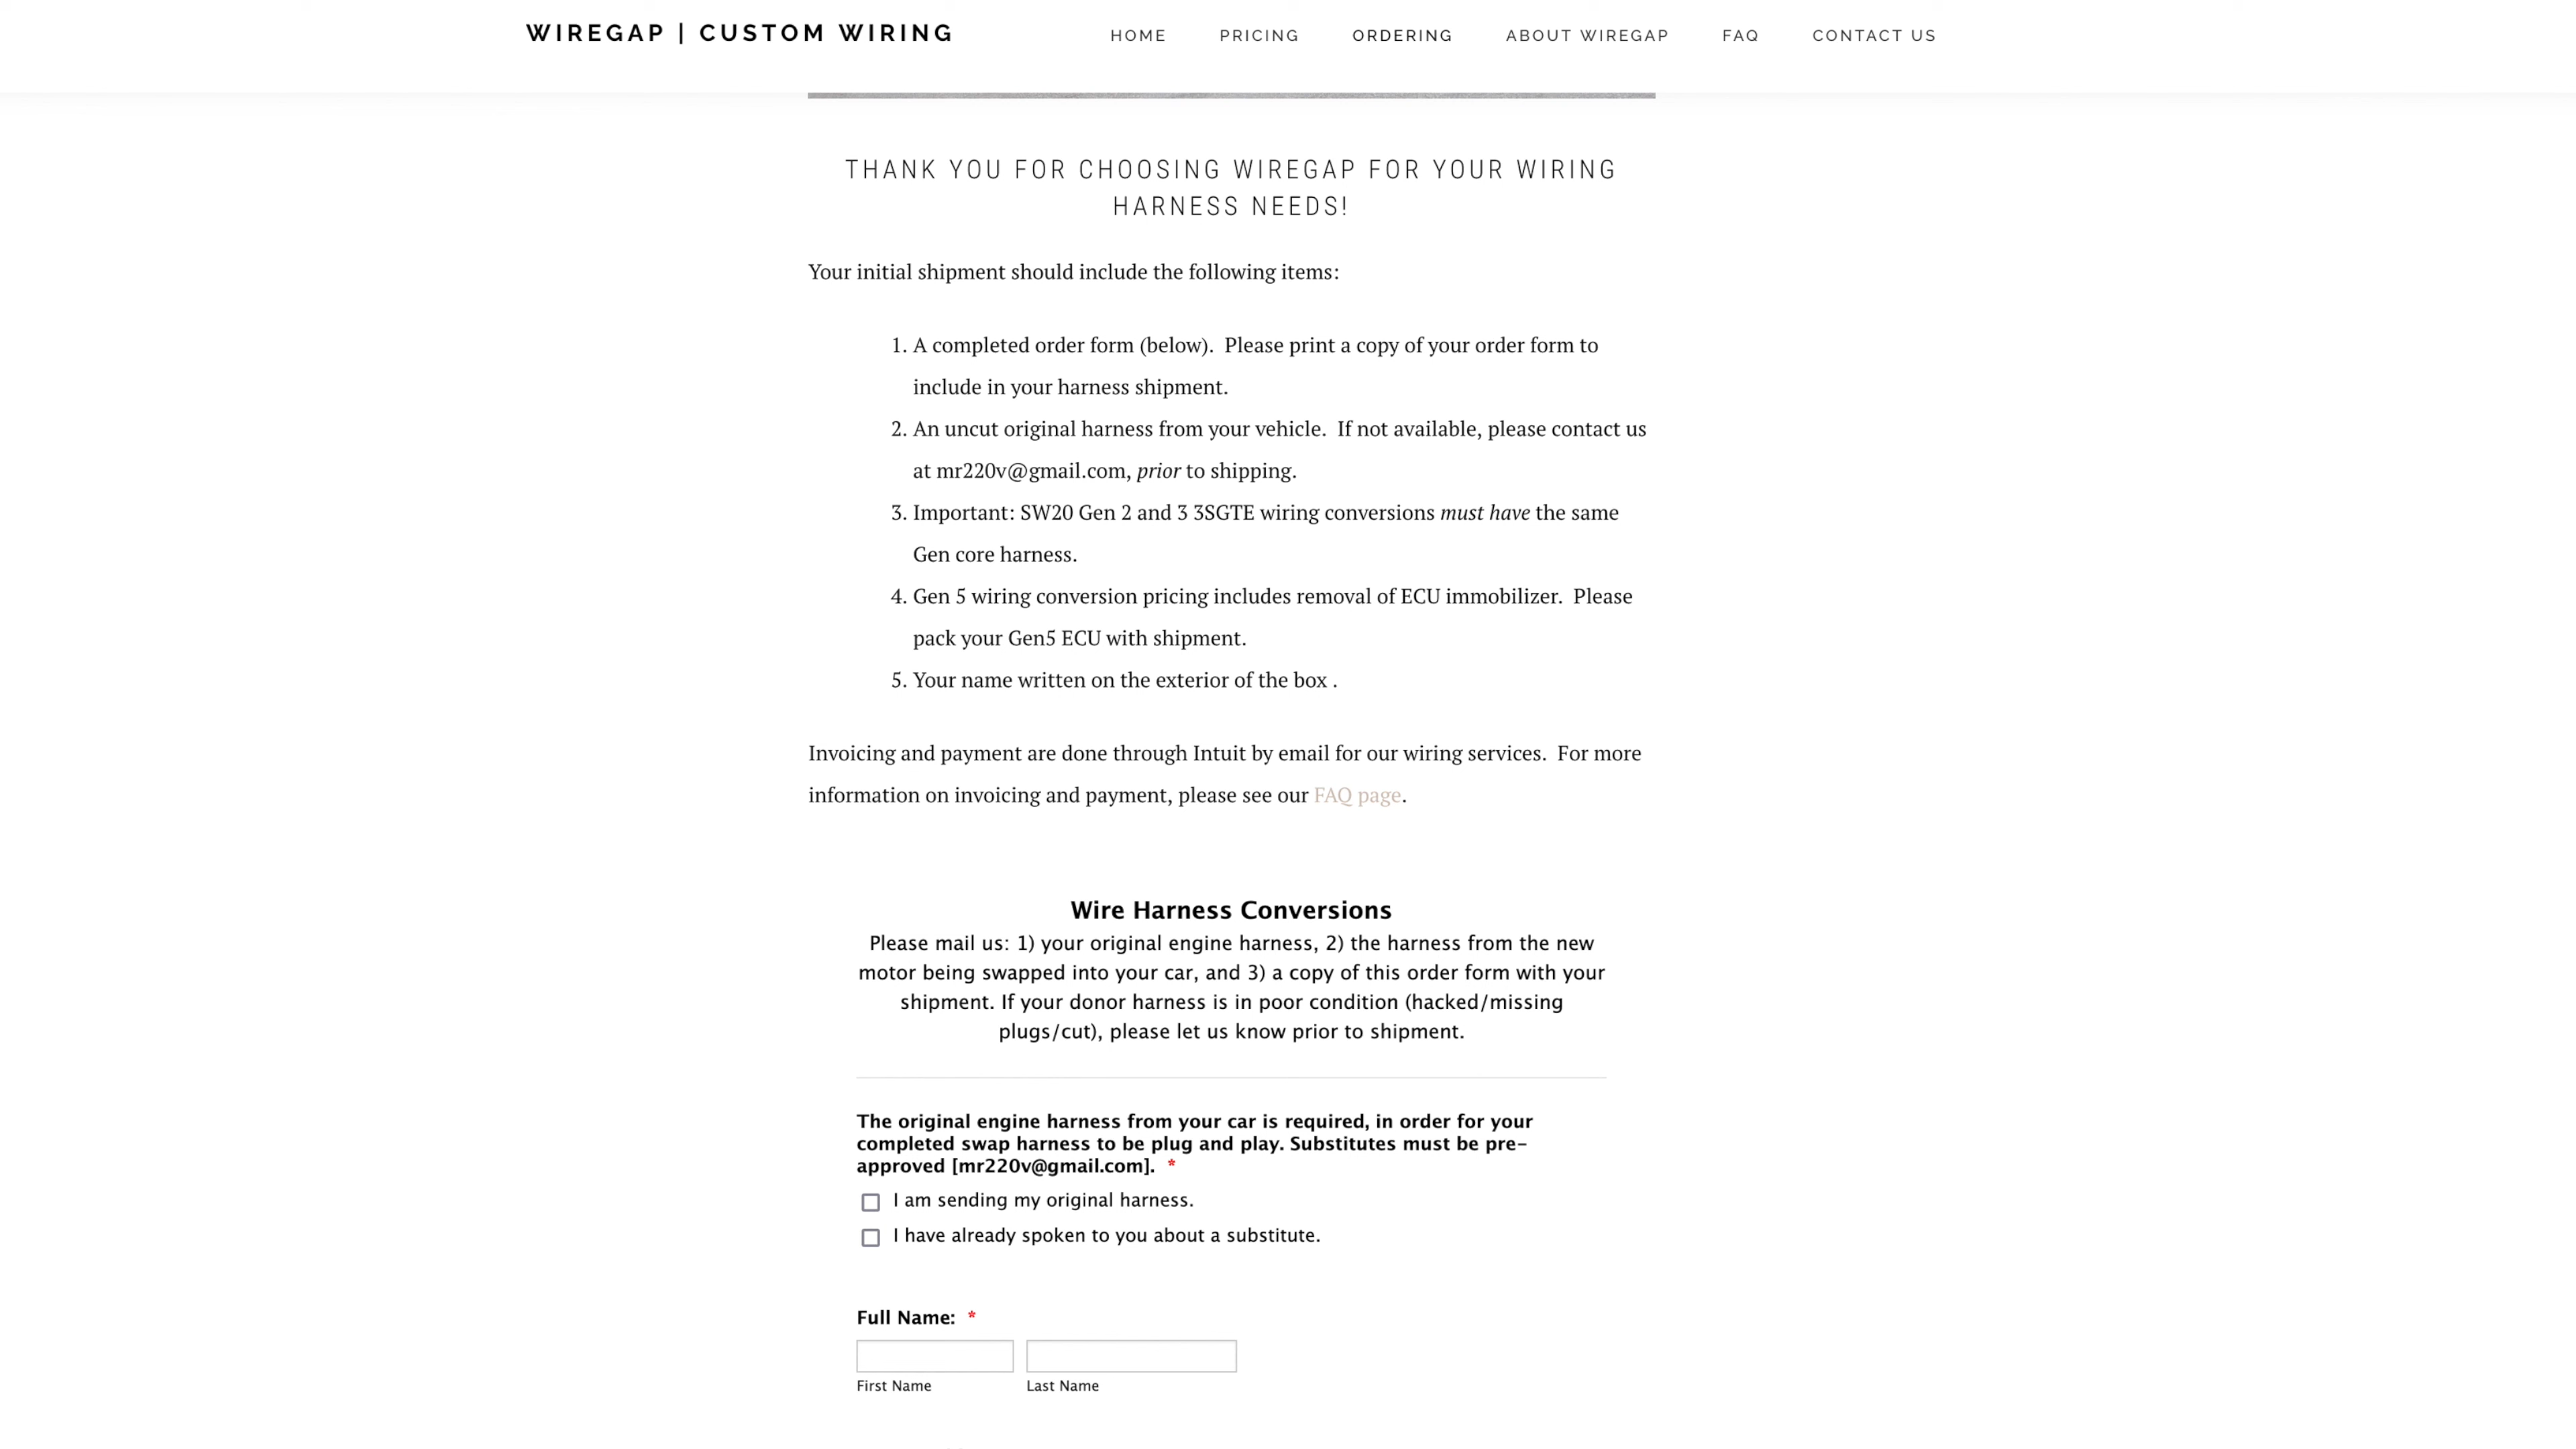 WIREGAP | CUSTOM WIRING
HOME PRICING ORDERING ABOUT WIREGAP FAQ CONTACT US
THANK YOU FOR CHOOSING WIREGAP FOR YOUR WIRING
HARNESS NEEDS!
Your initial shipment should include the following items:
1. A completed order form (below).  Please print a copy of your order form to
include in your harness shipment.
2. An uncut original harness from your vehicle.  If not available, please contact us
at mr220v@gmail.com, prior to shipping.
3. Important: SW20 Gen 2 and 3 3SGTE wiring conversions must have the same
Gen core harness.
4. Gen 5 wiring conversion pricing includes removal of ECU immobilizer.  Please
pack your Gen5 ECU with shipment.
5. Your name written on the exterior of the box .
Invoicing and payment are done through Intuit by email for our wiring services.  For more
information on invoicing and payment, please see our FAQ page.
Wire Harness Conversions
Please mail us: 1) your original engine harness, 2) the harness from the new
motor being swapped into your car, and 3) a copy of this order form with your
shipment. If your donor harness is in poor condition (hacked/missing
plugs/cut), please let us know prior to shipment.
The original engine harness from your car is required, in order for your
completed swap harness to be plug and play. Substitutes must be pre-
approved [mr220v@gmail.com]. *
I am sending my original harness.
I have already spoken to you about a substitute.
Full Name: *
First Name Last Name